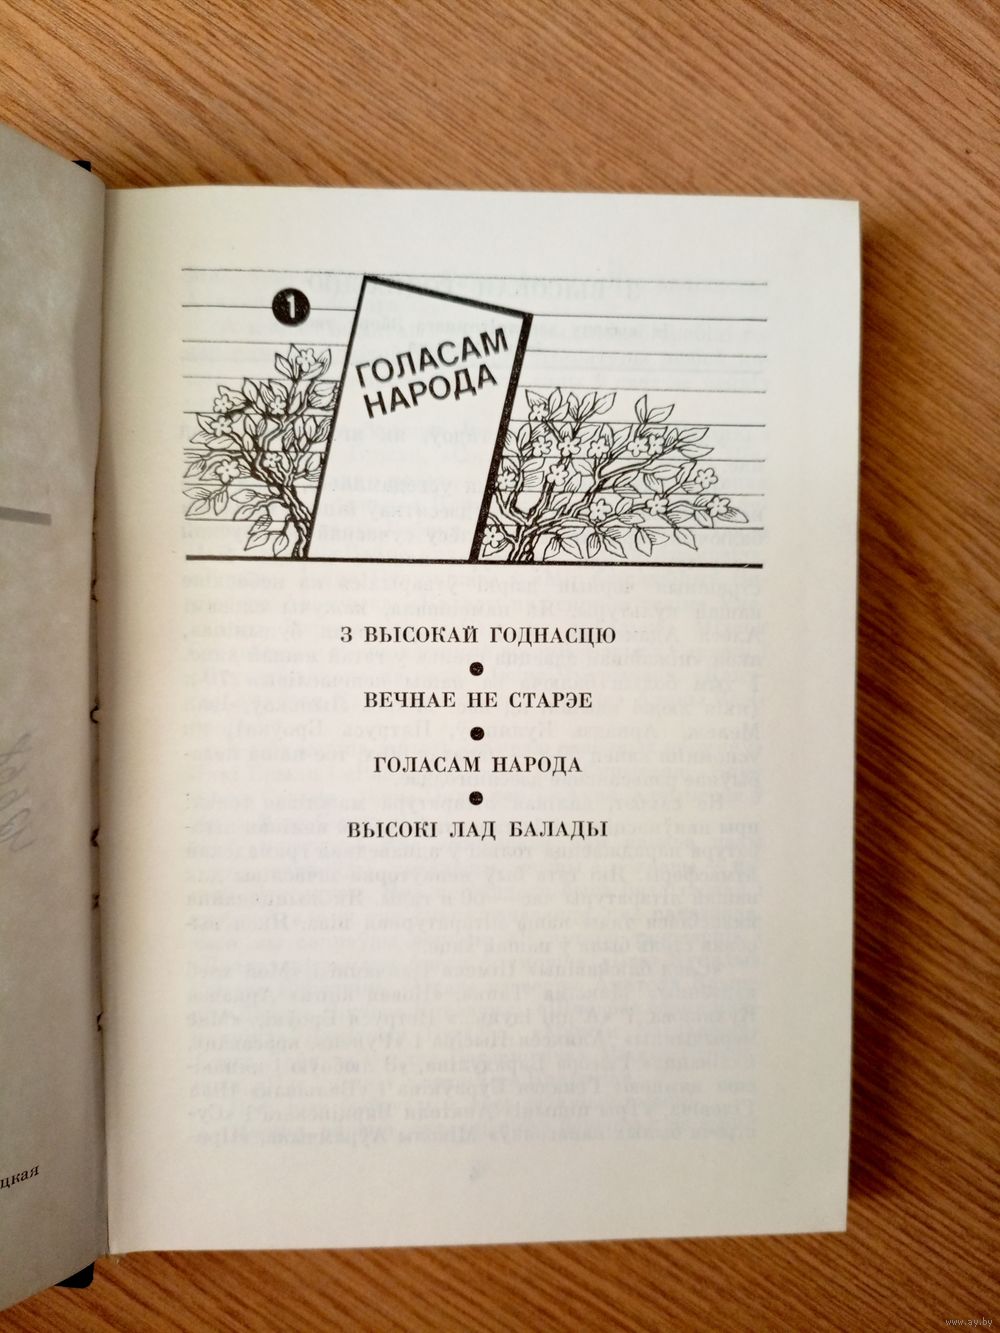 1
ГОЛАСАМ
НАРОДА
З ВЫСОКАЙ ГОДНАСЦЮ
ВЕЧНАЕ НЕ СТАРЭЕ
ГОЛАСАМ НАРОДА
ВЫСОКІ ЛАД БАЛАДЫ
цкая
www.ay.by